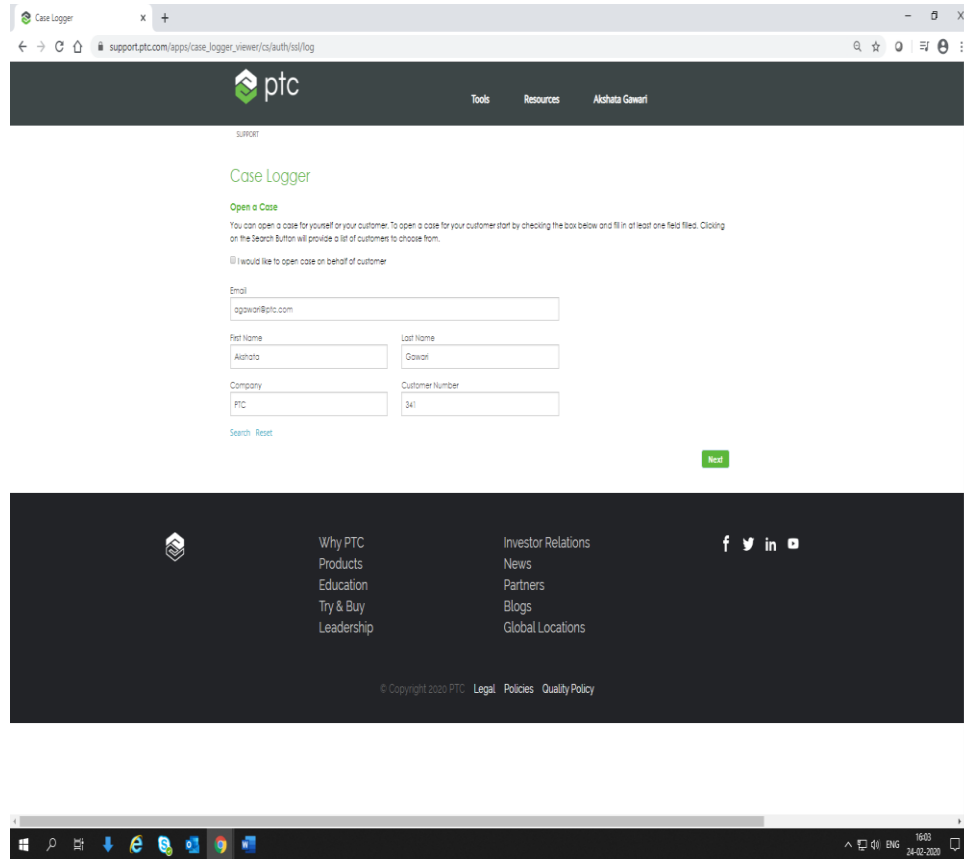 Case Logger
support.ptc.com/apps/case_logger_viewer/cs/auth/ssl/log
ptc
Tools Resources Akshata Gawari
SUPPORT
Case Logger
Open a Case
You can open a case for yourself or your customer. To open a case for your customer start by checking the box below and fill in at least one field filled. Clicking
on the Search Button will provide a list of customers to choose from.
I would like to open case on behalf of customer
Email
agawari@ptc.com
First Name Last Name
Akshata Gawari
Company Customer Number
PTC 341
Search Reset
Next
Why PTC Investor Relations
Products News
Education Partners
Try & Buy Blogs
Leadership Global Locations
© Copyright 2020 PTC Legal Policies Quality Policy
ENG
16:03
24-02-2020